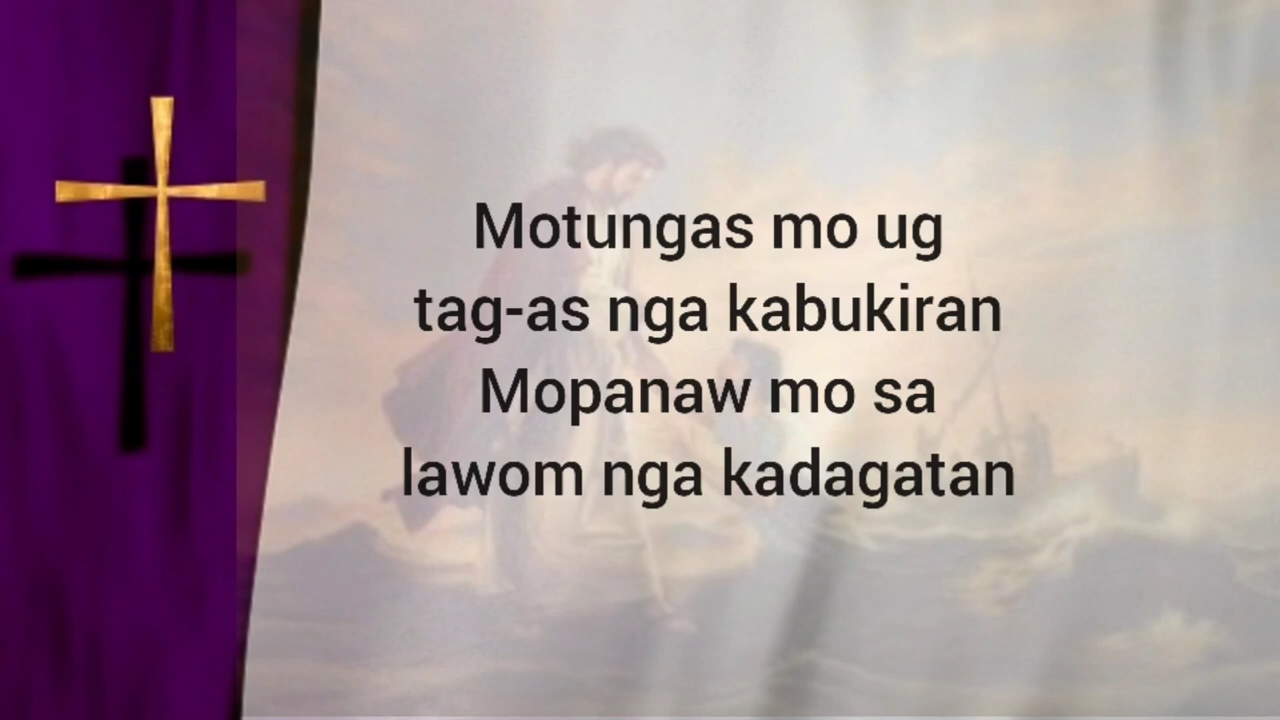 Motungas mo ug
tag-as nga kabukiran
Mopanaw mo sa
lawom nga kadagatan